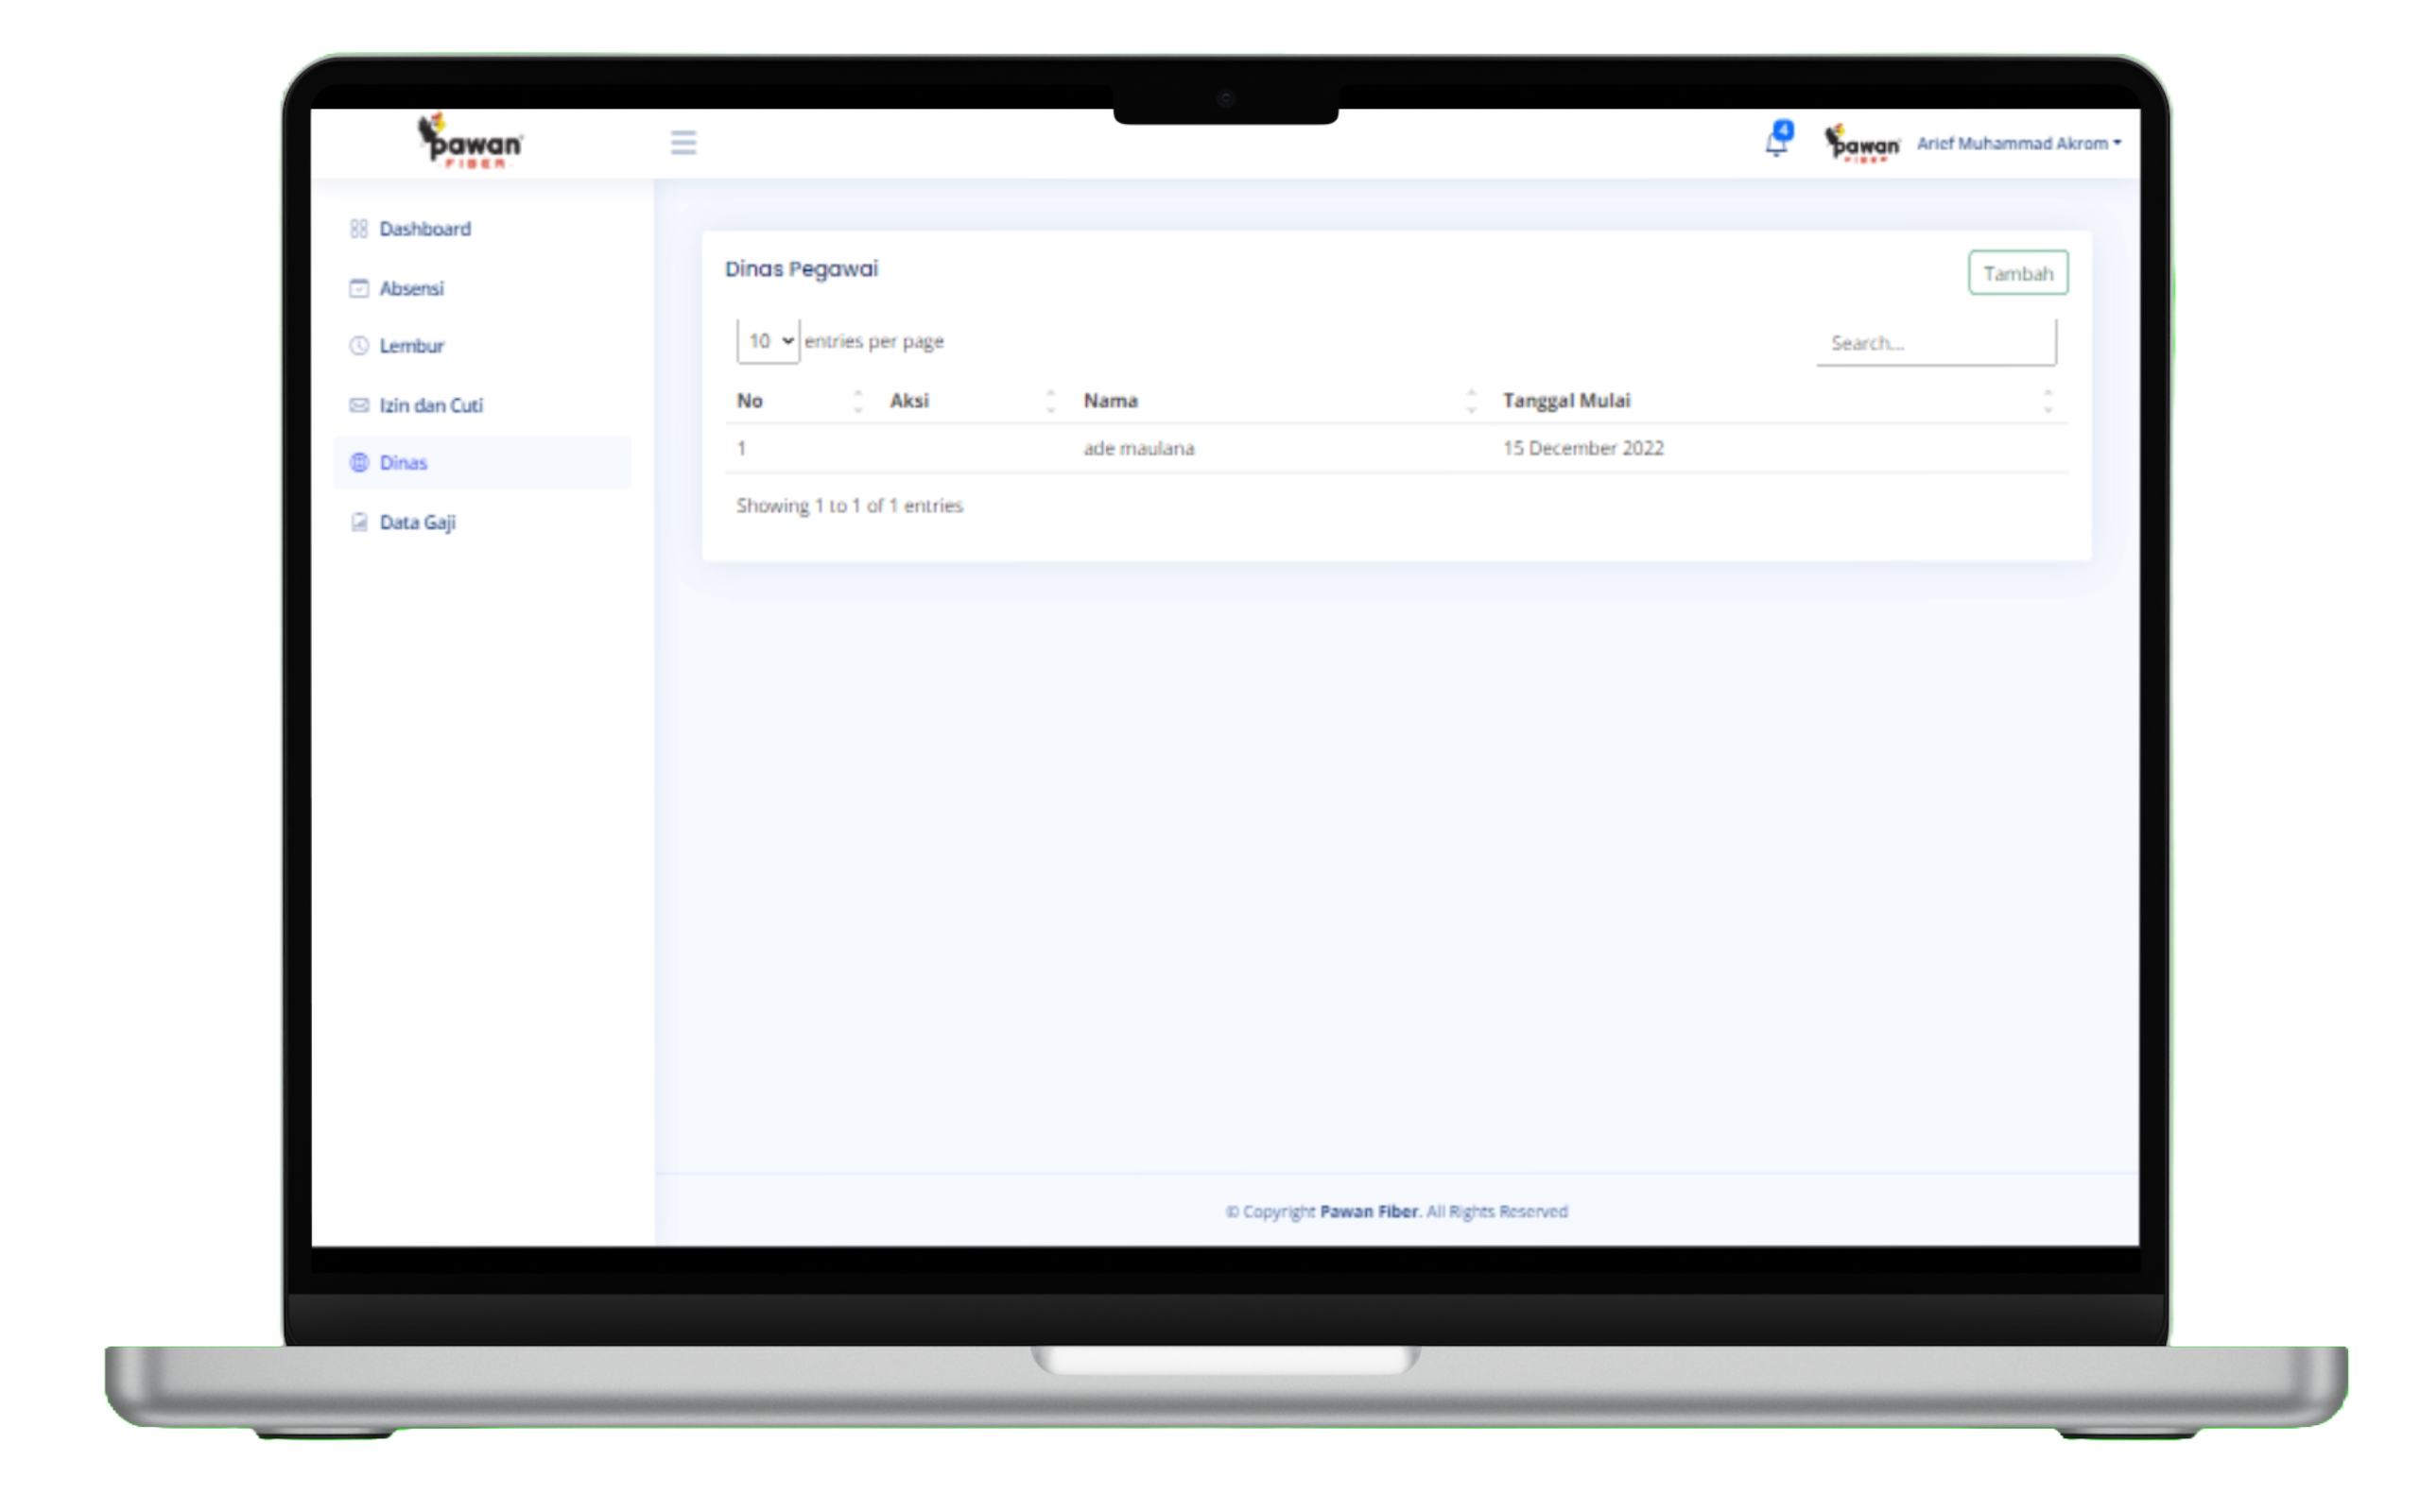 pawan
FIBER
4
pawan
FIBER
Arief Muhammad Akrom
Dashboard
Absensi
Lembur
Izin dan Cuti
Dinas
Data Gaji
Dinas Pegawai
Tambah
10 entries per page
Search...
No Aksi Nama Tanggal Mulai
1 ade maulana 15 December 2022
Showing 1 to 1 of 1 entries
© Copyright Pawan Fiber. All Rights Reserved